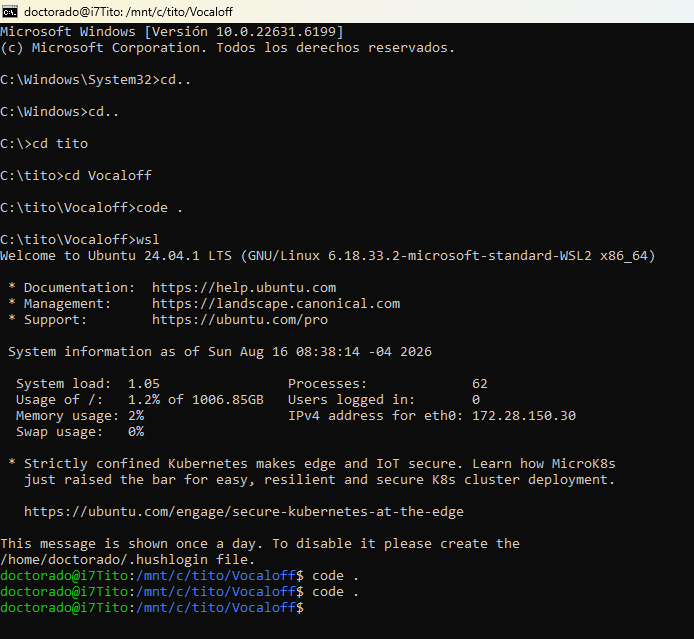 doctorado@i7Tito: /mnt/c/tito/Vocaloff
Microsoft Windows [Versión 10.0.22631.6199]
(c) Microsoft Corporation. Todos los derechos reservados.
C:\Windows\System32>cd..
C:\Windows>cd..
C:\>cd tito
C:\tito>cd Vocaloff
C:\tito\Vocaloff>code .
C:\tito\Vocaloff>wsl
Welcome to Ubuntu 24.04.1 LTS (GNU/Linux 6.18.33.2-microsoft-standard-WSL2 x86_64)
* Documentation:  https://help.ubuntu.com
* Management:     https://landscape.canonical.com
* Support:        https://ubuntu.com/pro
System information as of Sun Aug 16 08:38:14 -04 2026
System load:  1.05                Processes:             62
Usage of /:   1.2% of 1006.85GB   Users logged in:       0
Memory usage: 2%                  IPv4 address for eth0: 172.28.150.30
Swap usage:   0%
* Strictly confined Kubernetes makes edge and IoT secure. Learn how MicroK8s
just raised the bar for easy, resilient and secure K8s cluster deployment.
https://ubuntu.com/engage/secure-kubernetes-at-the-edge
This message is shown once a day. To disable it please create the
/home/doctorado/.hushlogin file.
doctorado@i7Tito:/mnt/c/tito/Vocaloff$ code .
doctorado@i7Tito:/mnt/c/tito/Vocaloff$ code .
doctorado@i7Tito:/mnt/c/tito/Vocaloff$